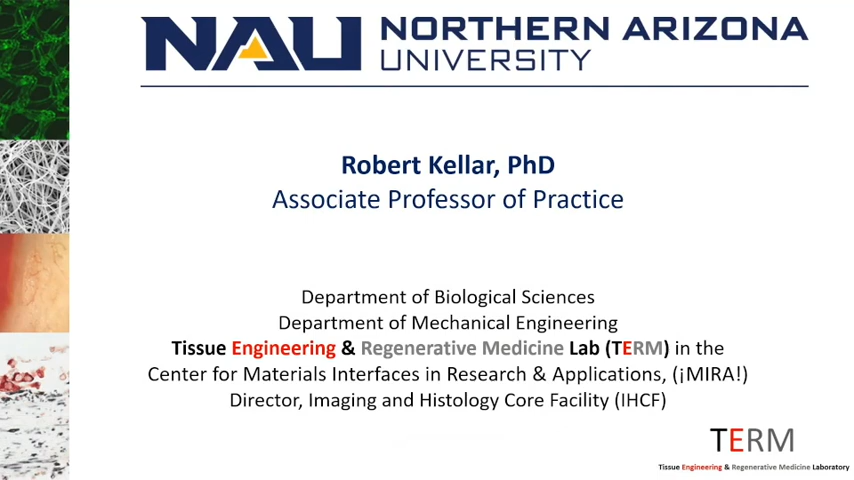 NAU NORTHERN ARIZONA
UNIVERSITY
Robert Kellar, PhD
Associate Professor of Practice
Department of Biological Sciences
Department of Mechanical Engineering
Tissue Engineering & Regenerative Medicine Lab (TERM) in the
Center for Materials Interfaces in Research & Applications, (¡MIRA!)
Director, Imaging and Histology Core Facility (IHCF)
TERM
Tissue Engineering & Regenerative Medicine Laboratory